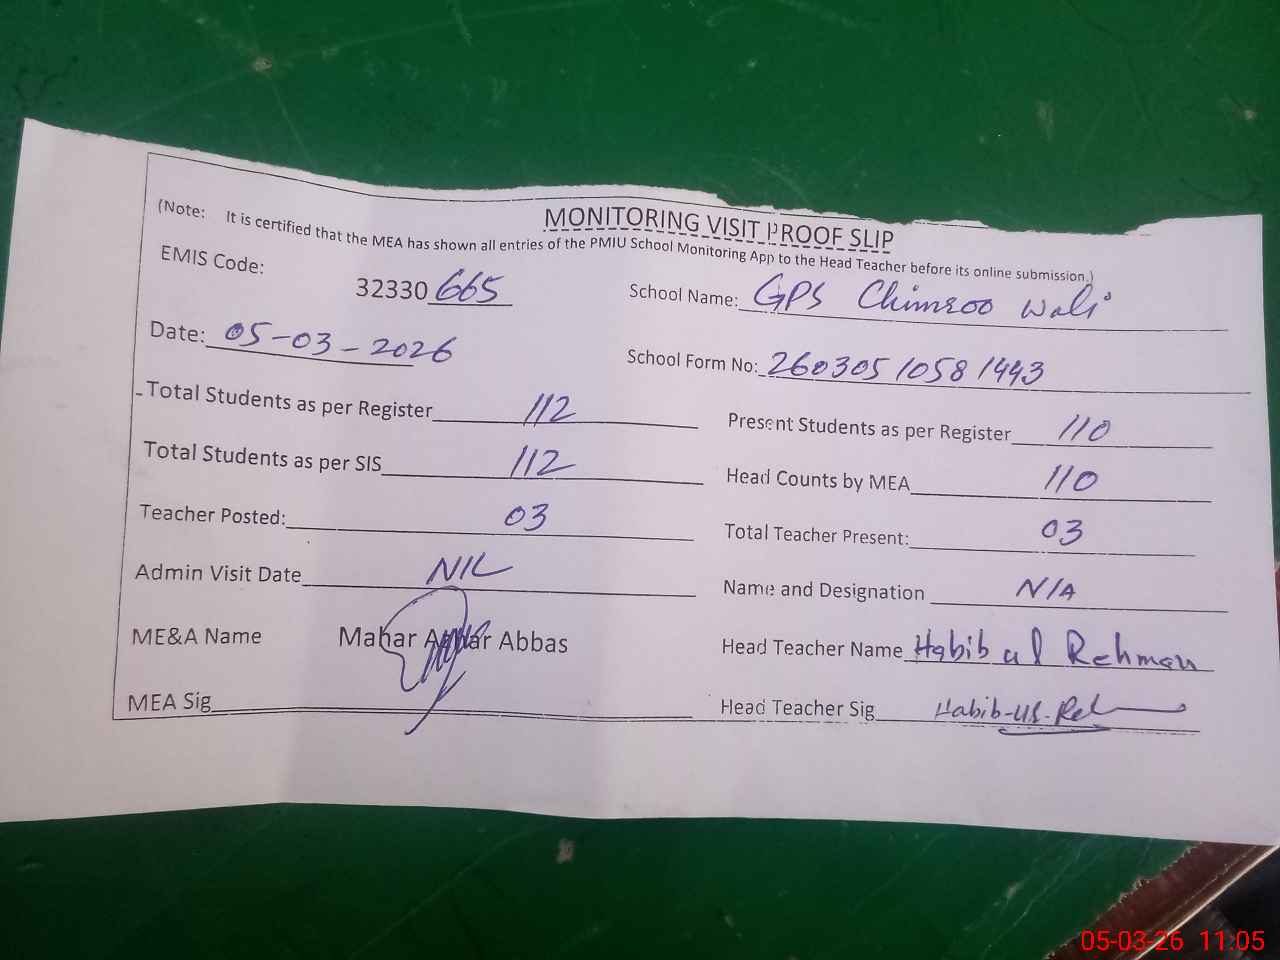 MONITORING VISIT PROOF SLIP
(Note: It is certified that the MEA has shown all entries of the PMIU School Monitoring App to the Head Teacher before its online submission.)
EMIS Code: 32330665 School Name: GPS Chimroo Wali
Date: 05-03-2026 School Form No: 260305 1058 1443
Total Students as per Register 112 Present Students as per Register 110
Total Students as per SIS 112 Head Counts by MEA 110
Teacher Posted: 03 Total Teacher Present: 03
Admin Visit Date NIL Name and Designation N/A
ME&A Name Mahar Abbas Head Teacher Name Habib ul Rehman
MEA Sig Head Teacher Sig Habib-
05-03-26 11:05